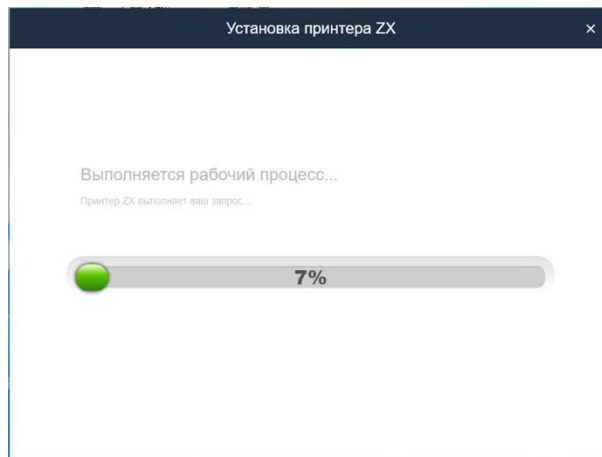 Установка принтера ZX
×
Выполняется рабочий процесс...
Принтер ZX выполняет ваш запрос...
7%